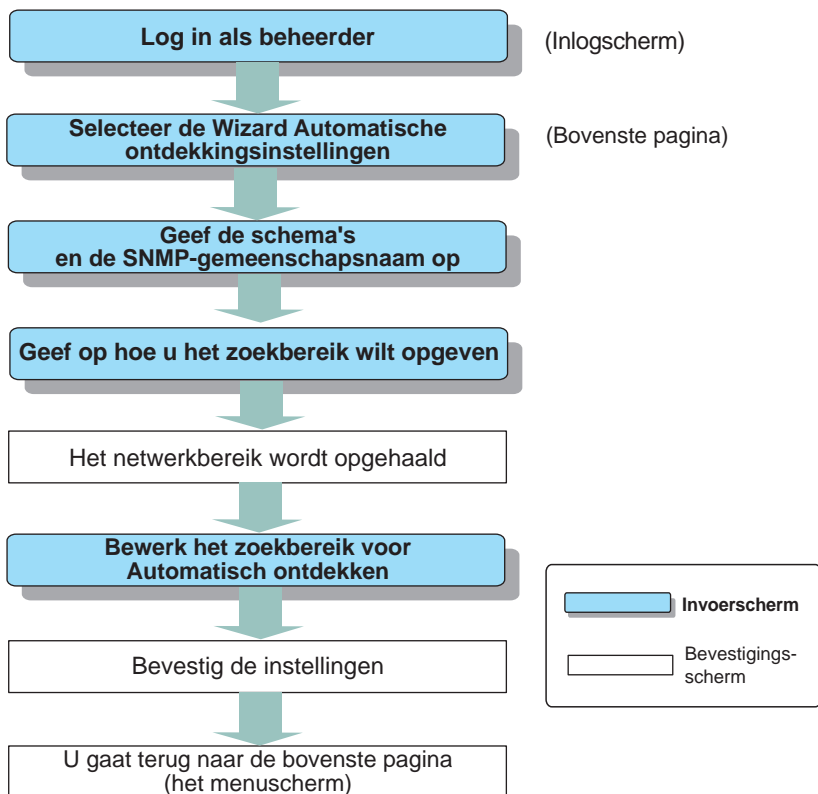 Log in als beheerder
(Inlogscherm)
Selecteer de Wizard Automatische
ontdekkingsinstellingen
(Bovenste pagina)
Geef de schema's
en de SNMP-gemeenschapsnaam op
Geef op hoe u het zoekbereik wilt opgeven
Het netwerkbereik wordt opgehaald
Bewerk het zoekbereik voor
Automatisch ontdekken
Bevestig de instellingen
U gaat terug naar de bovenste pagina
(het menuscherm)
Invoerscherm
Bevestigings-
scherm